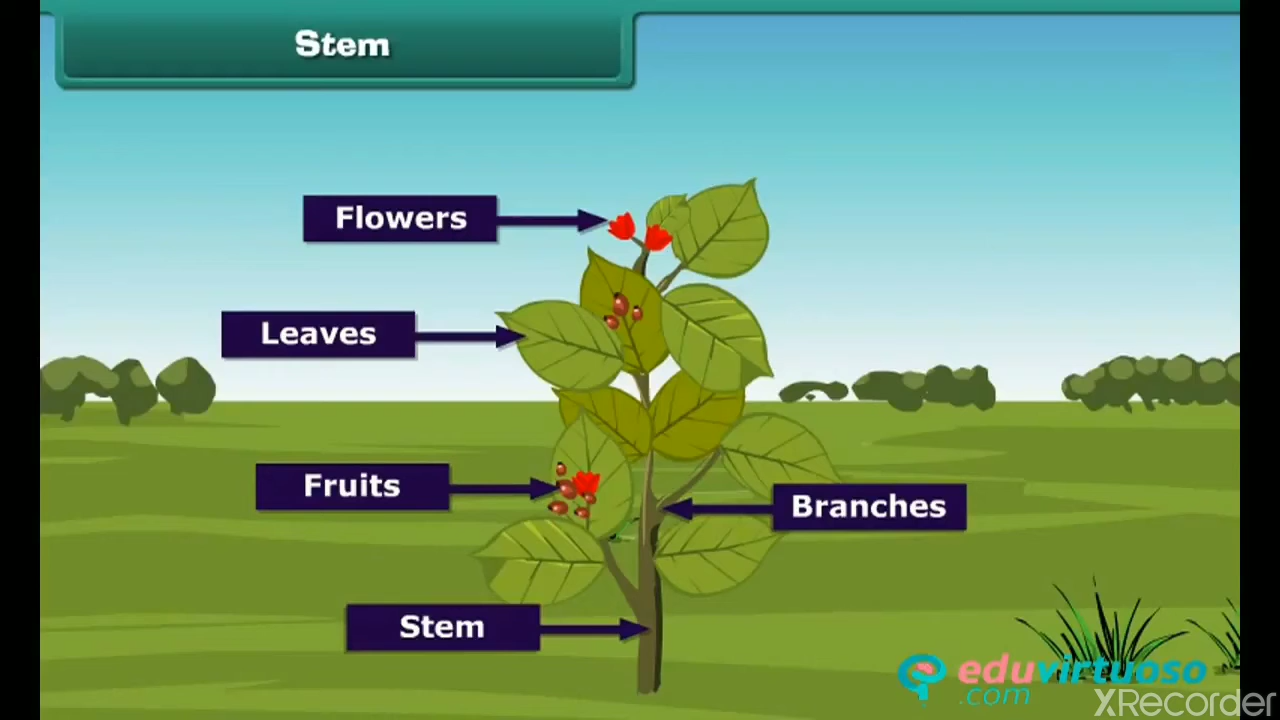 Stem
Flowers
Leaves
Fruits
Branches
Stem
eduvirtuoso
.com
XRecorder